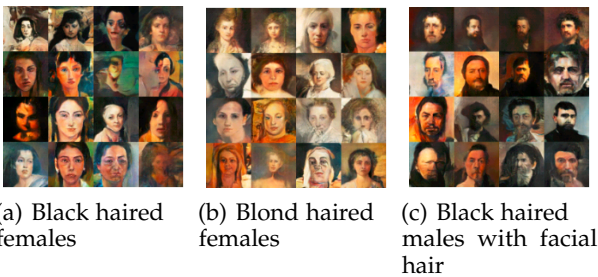 (a) Black haired
females
(b) Blond haired
females
(c) Black haired
males with facial
hair